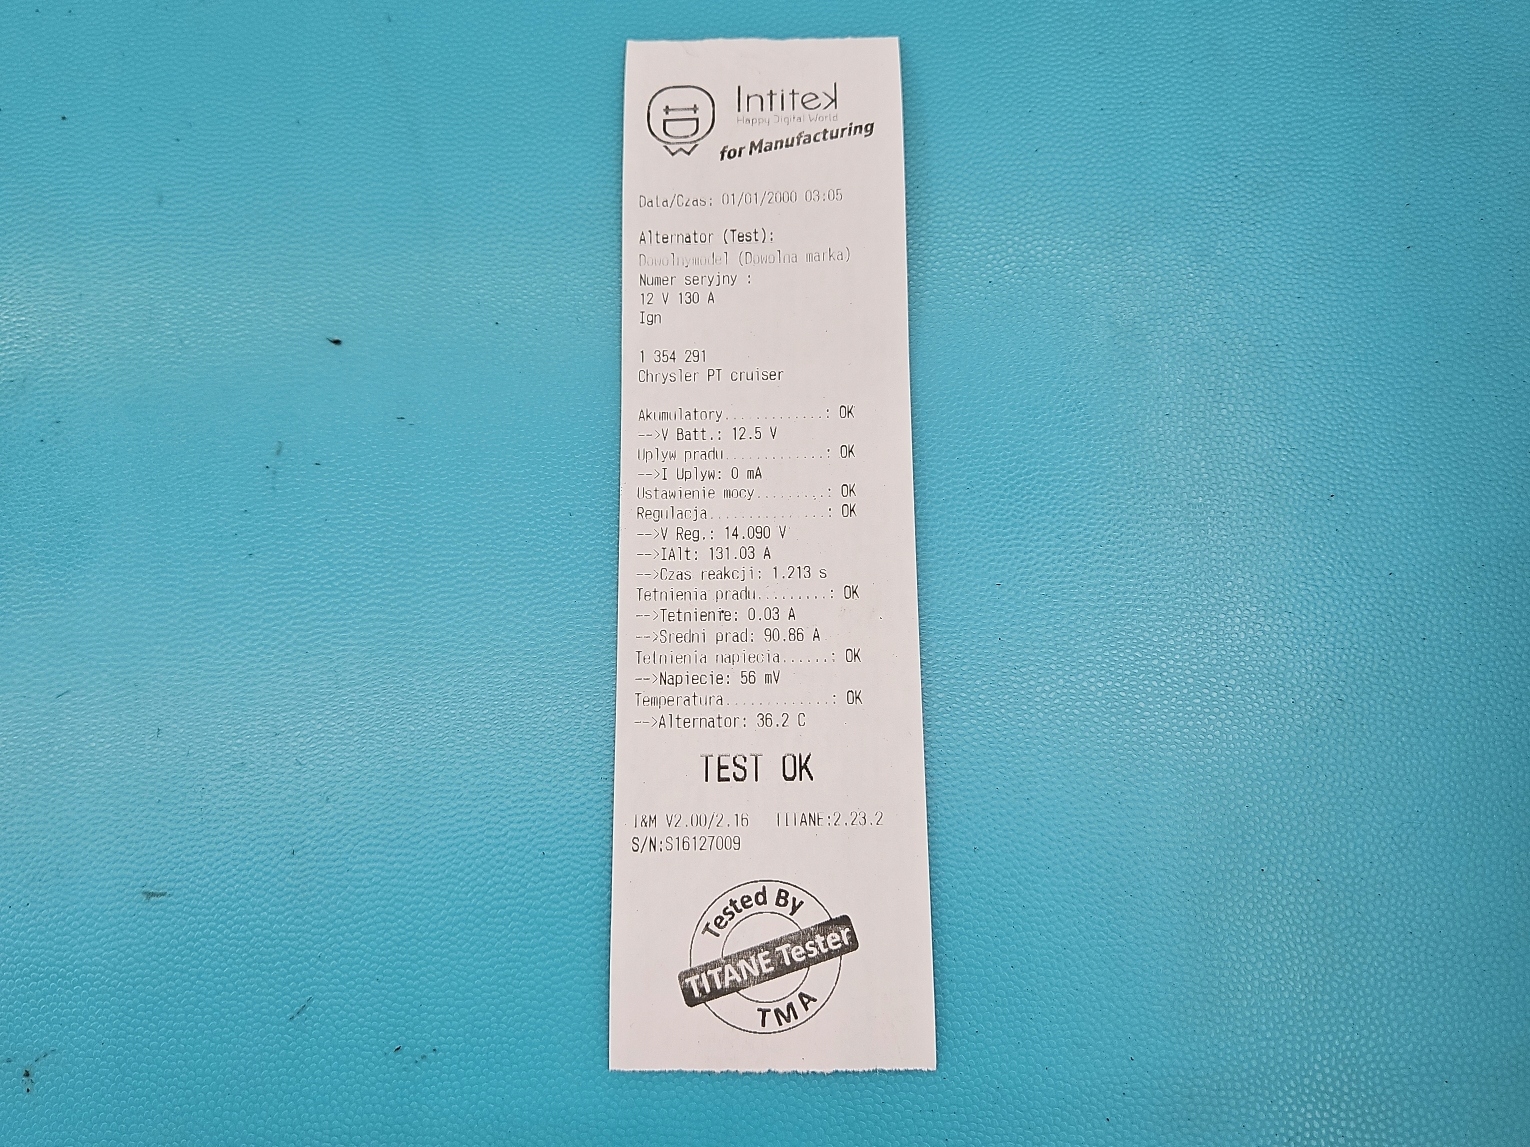 Intitek
Happy Digital World
for Manufacturing
Data/Czas: 01/01/2000 03:05
Alternator (Test):
Dowolnymodel (Dowolna marka)
Numer seryjny :
12 V 130 A
Ign
1 354 291
Chrysler PT cruiser
Akumulatory.............: OK
-->V Batt.: 12.5 V
Uplyw pradu.............: OK
-->I Uplyw: 0 mA
Ustawienie mocy.........: OK
Regulacja...............: OK
-->V Reg.: 14.090 V
-->IAlt: 131.03 A
-->Czas reakcji: 1.213 s
Tetnienia pradu.........: OK
-->Tetnienie: 0.03 A
-->Sredni prad: 90.86 A
Tetnienia napiecia......: OK
-->Napiecie: 56 mV
Temperatura.............: OK
-->Alternator: 36.2 C
TEST OK
I&M V2.00/2.16 TITANE:2.23.2
S/N:S16127009
Tested By
TITANE Tester
TMA